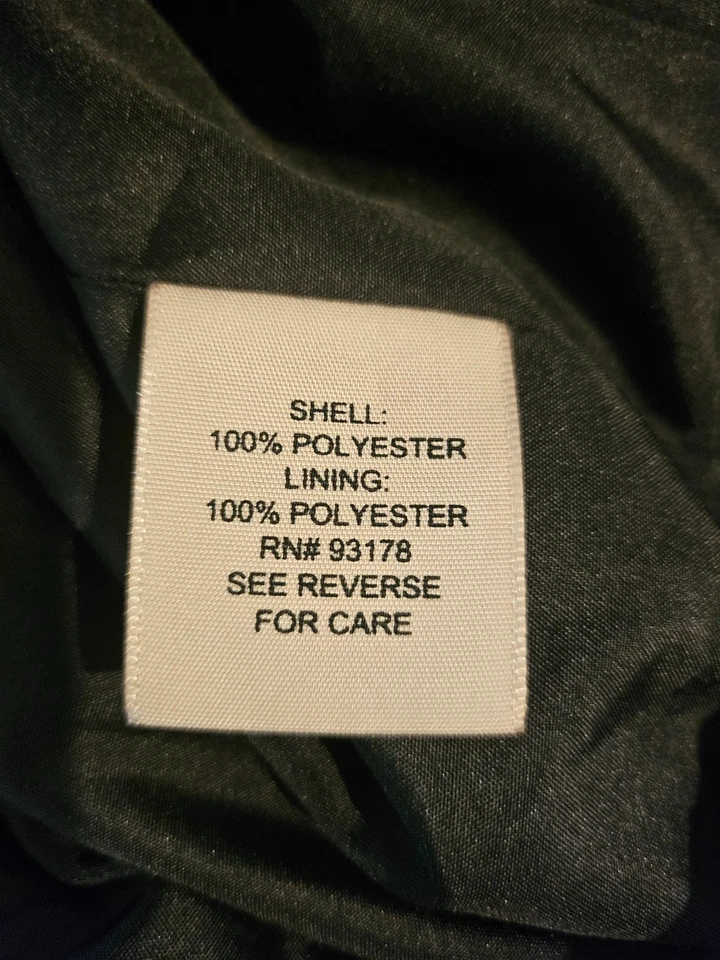 SHELL:
100% POLYESTER
LINING:
100% POLYESTER
RN# 93178
SEE REVERSE
FOR CARE